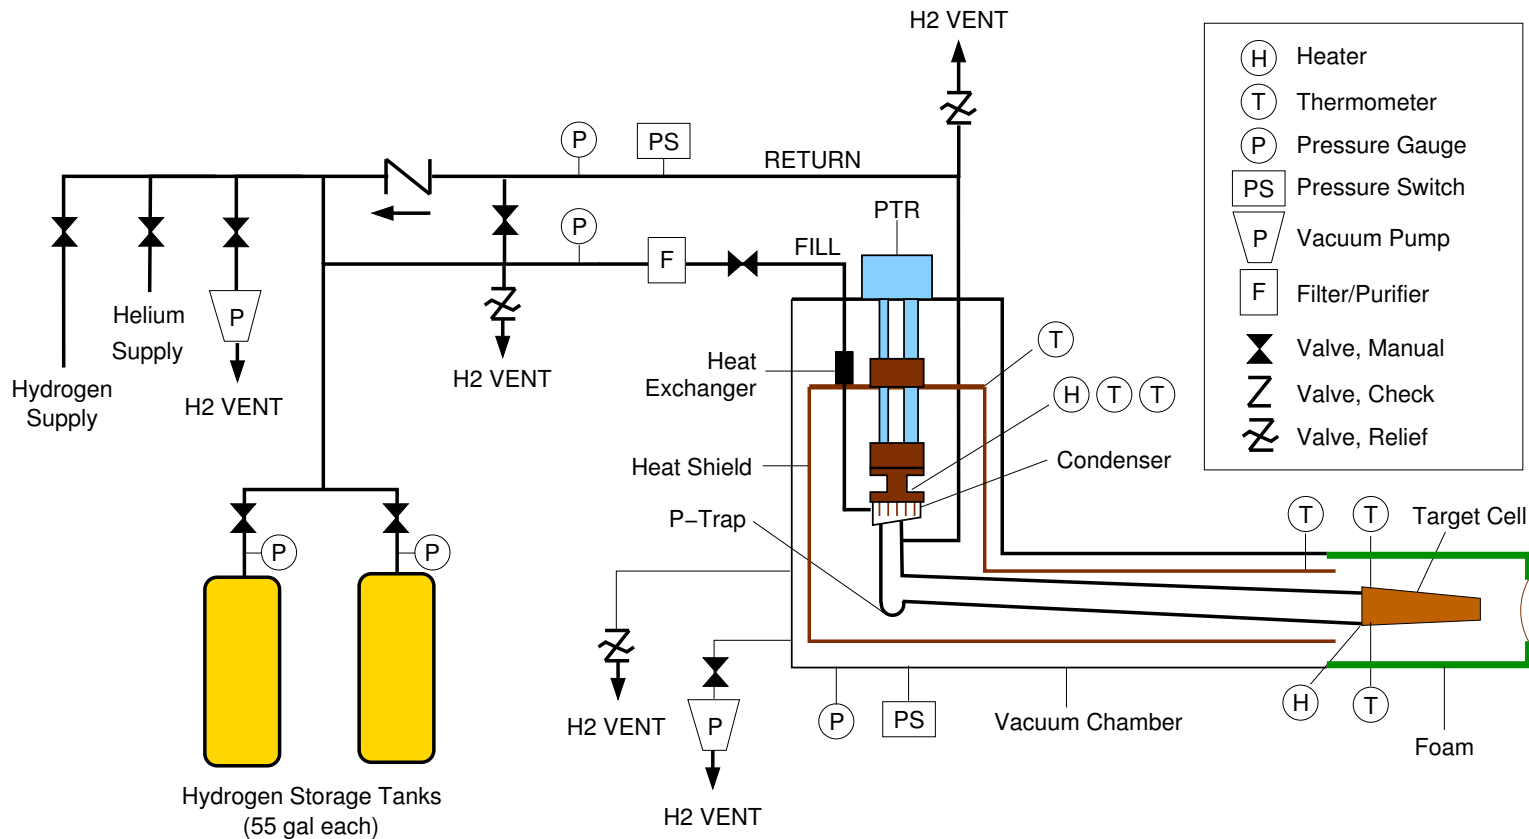 H2 VENT
H
Heater
T
Thermometer
P
Pressure Gauge
PS
Pressure Switch
P
Vacuum Pump
F
Filter/Purifier
Valve, Manual
Valve, Check
Valve, Relief
P
PS
RETURN
PTR
P
F
FILL
Helium
Supply
P
Hydrogen
Supply
H2 VENT
H2 VENT
Heat
Exchanger
T
H
T
T
Heat Shield
Condenser
P−Trap
T
T
Target Cell
P
P
H
T
H2 VENT
P
P
PS
Vacuum Chamber
Foam
H2 VENT
Hydrogen Storage Tanks
(55 gal each)